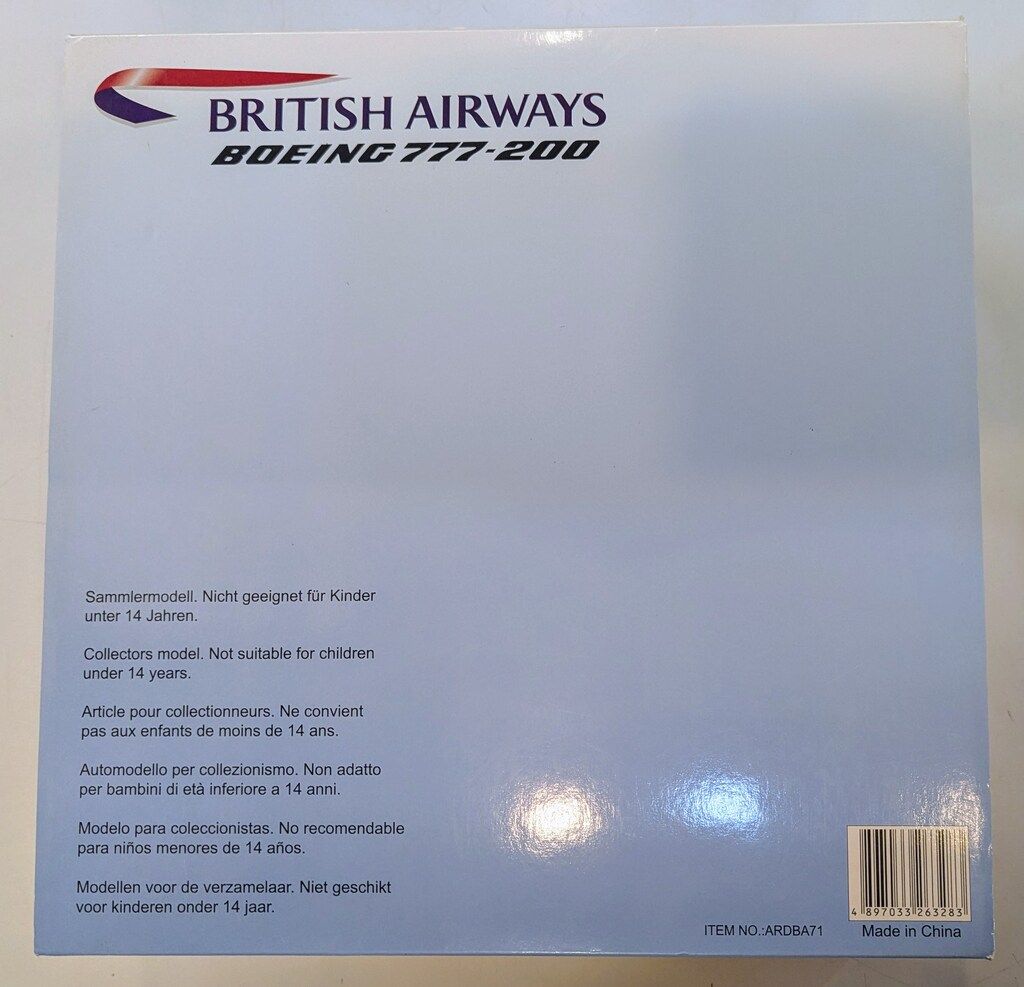 BRITISH AIRWAYS
BOEING 777-200
Sammlermodell. Nicht geeignet für Kinder
unter 14 Jahren.
Collectors model. Not suitable for children
under 14 years.
Article pour collectionneurs. Ne convient
pas aux enfants de moins de 14 ans.
Automodello per collezionismo. Non adatto
per bambini di età inferiore a 14 anni.
Modelo para coleccionistas. No recomendable
para niños menores de 14 años.
Modellen voor de verzamelaar. Niet geschikt
voor kinderen onder 14 jaar.
4 897033 263283
ITEM NO.:ARDBA71
Made in China